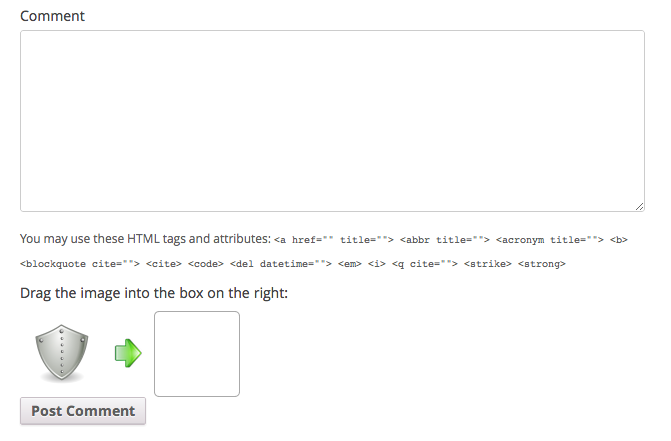 Comment
You may use these HTML tags and attributes: <a href="" title=""> <abbr title=""> <acronym title=""> <b>
<blockquote cite=""> <cite> <code> <del datetime=""> <em> <i> <q cite=""> <strike> <strong>
Drag the image into the box on the right:
Post Comment